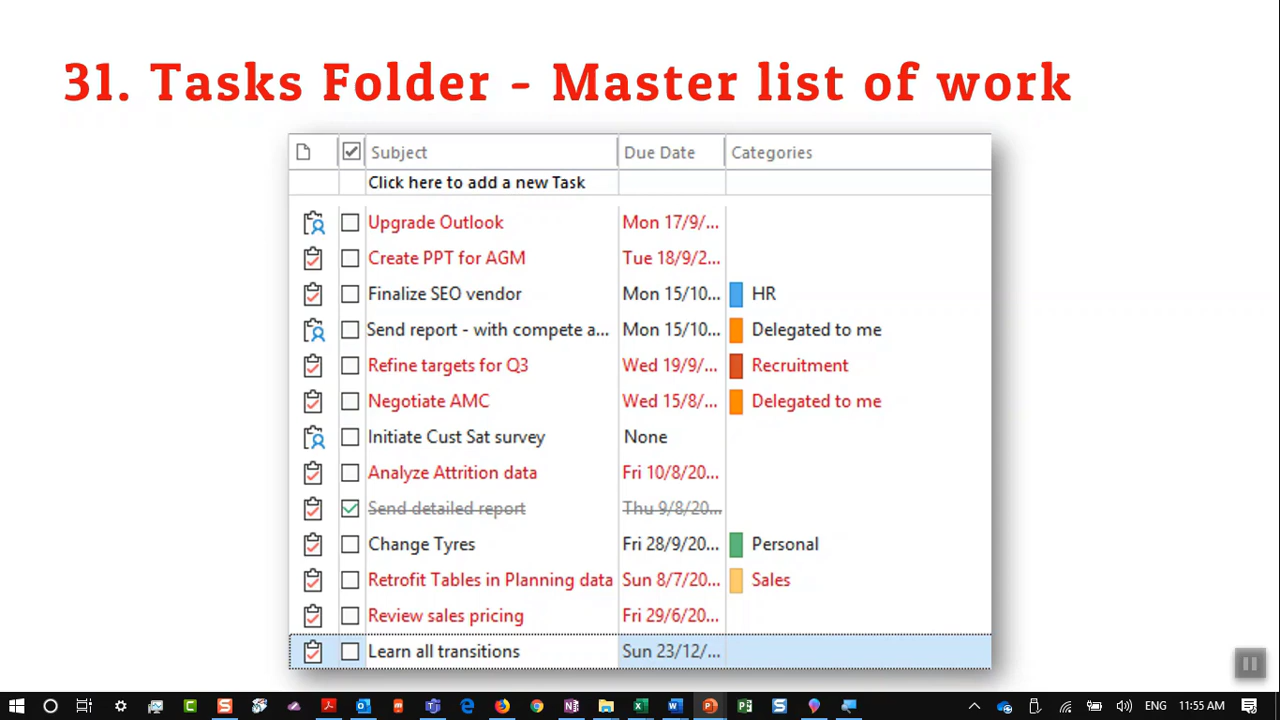 31. Tasks Folder - Master list of work
Subject Due Date Categories
Click here to add a new Task
Upgrade Outlook Mon 17/9/...
Create PPT for AGM Tue 18/9/2...
Finalize SEO vendor Mon 15/10... HR
Send report - with compete a... Mon 15/10... Delegated to me
Refine targets for Q3 Wed 19/9/... Recruitment
Negotiate AMC Wed 15/8/... Delegated to me
Initiate Cust Sat survey None
Analyze Attrition data Fri 10/8/20...
Send detailed report Thu 9/8/20...
Change Tyres Fri 28/9/20... Personal
Retrofit Tables in Planning data Sun 8/7/20... Sales
Review sales pricing Fri 29/6/20...
Learn all transitions Sun 23/12/...
ENG 11:55 AM